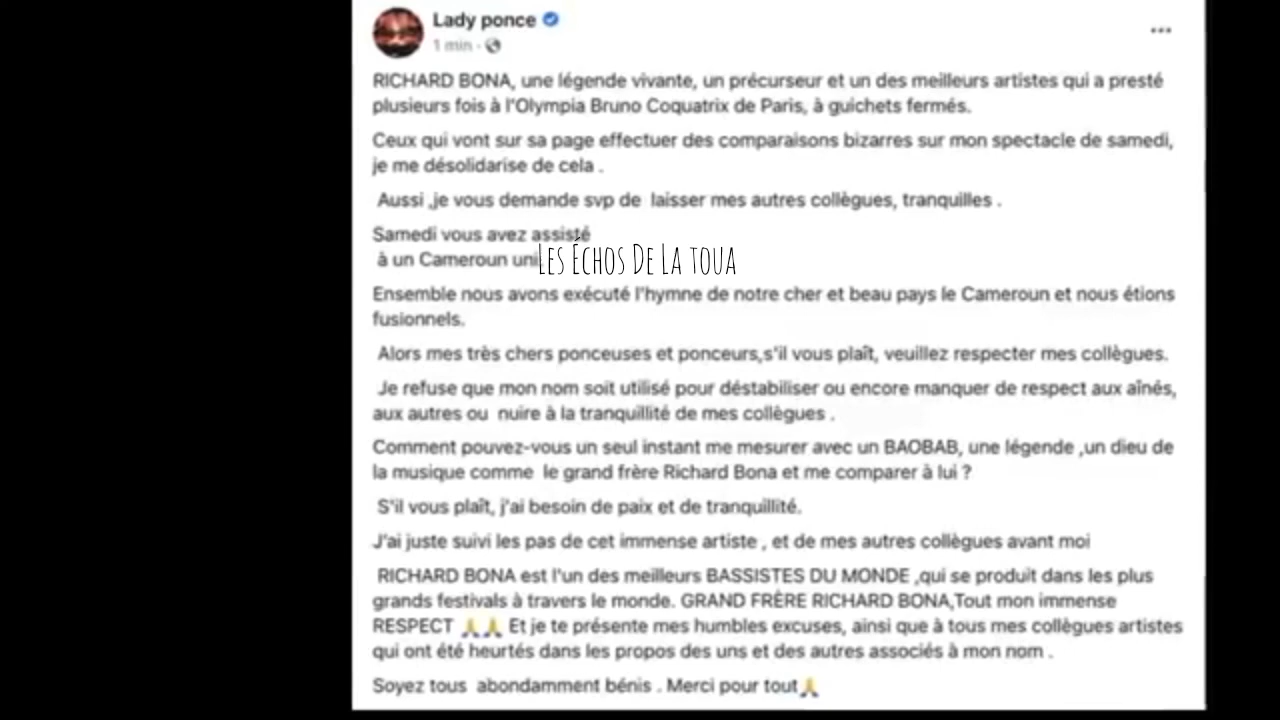 Lady ponce
1 min ·
RICHARD BONA, une légende vivante, un précurseur et un des meilleurs artistes qui a presté
plusieurs fois à l'Olympia Bruno Coquatrix de Paris, à guichets fermés.
Ceux qui vont sur sa page effectuer des comparaisons bizarres sur mon spectacle de samedi,
je me désolidarise de cela .
Aussi ,je vous demande svp de laisser mes autres collègues, tranquilles .
Samedi vous avez assisté
à un Cameroun uni
LES ÉCHOS DE LA TOUA
Ensemble nous avons exécuté l'hymne de notre cher et beau pays le Cameroun et nous étions
fusionnels.
Alors mes très chers ponceuses et ponceurs,s'il vous plaît, veuillez respecter mes collègues.
Je refuse que mon nom soit utilisé pour déstabiliser ou encore manquer de respect aux aînés,
aux autres ou nuire à la tranquillité de mes collègues .
Comment pouvez-vous un seul instant me mesurer avec un BAOBAB, une légende ,un dieu de
la musique comme le grand frère Richard Bona et me comparer à lui ?
S'il vous plaît, j'ai besoin de paix et de tranquillité.
J'ai juste suivi les pas de cet immense artiste , et de mes autres collègues avant moi
RICHARD BONA est l'un des meilleurs BASSISTES DU MONDE ,qui se produit dans les plus
grands festivals à travers le monde. GRAND FRÈRE RICHARD BONA,Tout mon immense
RESPECT 🙏🙏 Et je te présente mes humbles excuses, ainsi que à tous mes collègues artistes
qui ont été heurtés dans les propos des uns et des autres associés à mon nom .
Soyez tous abondamment bénis . Merci pour tout🙏